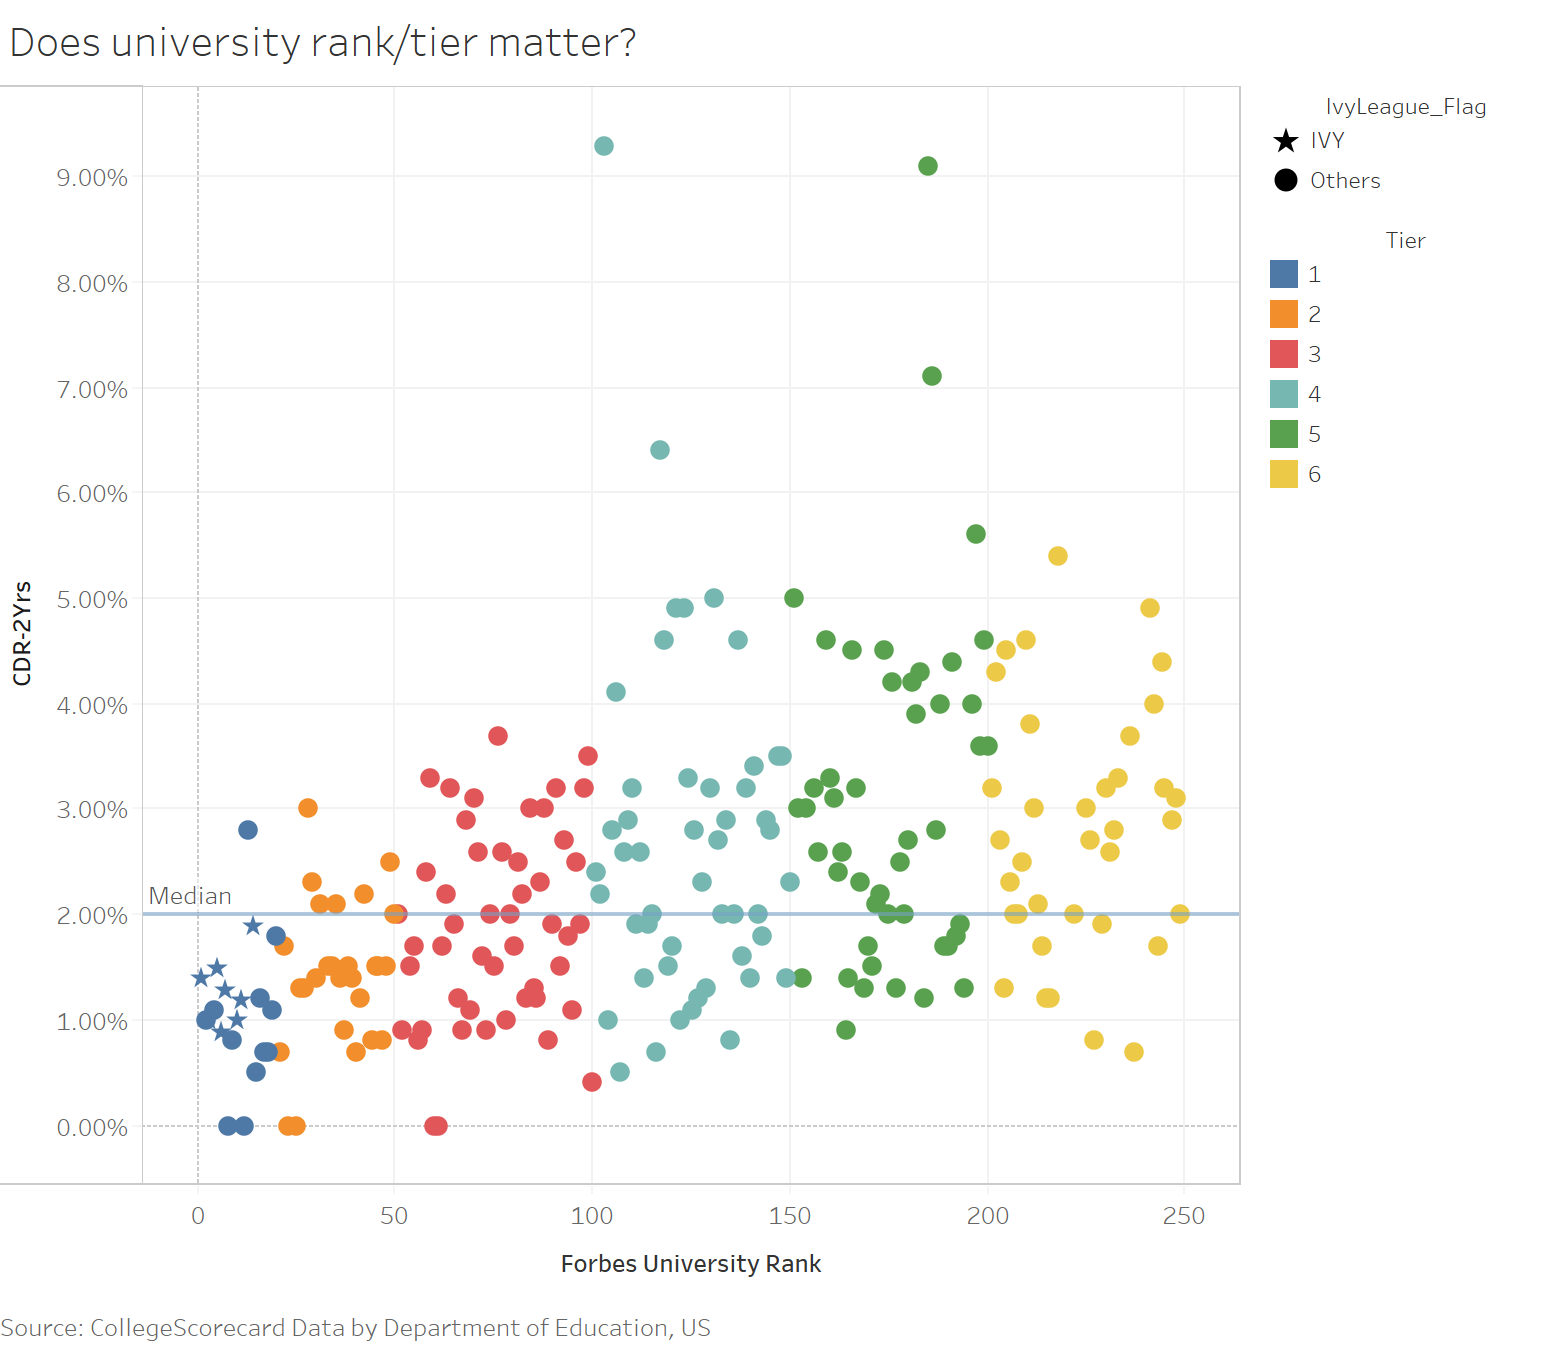 Does university rank/tier matter?
IvyLeague_Flag
IVY
Others
Tier
1
2
3
4
5
6
CDR-2Yrs
9.00%
8.00%
7.00%
6.00%
5.00%
4.00%
3.00%
Median
2.00%
1.00%
0.00%
0 50 100 150 200 250
Forbes University Rank
Source: CollegeScorecard Data by Department of Education, US